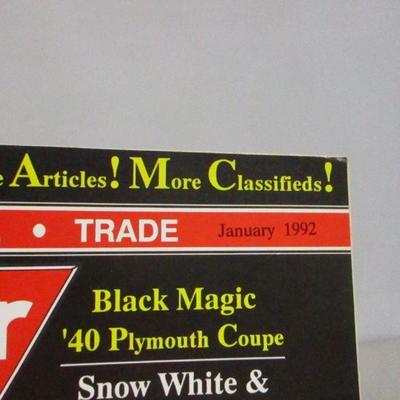 Articles! More Classifieds!
• TRADE January 1992
r
Black Magic
'40 Plymouth Coupe
Snow White &